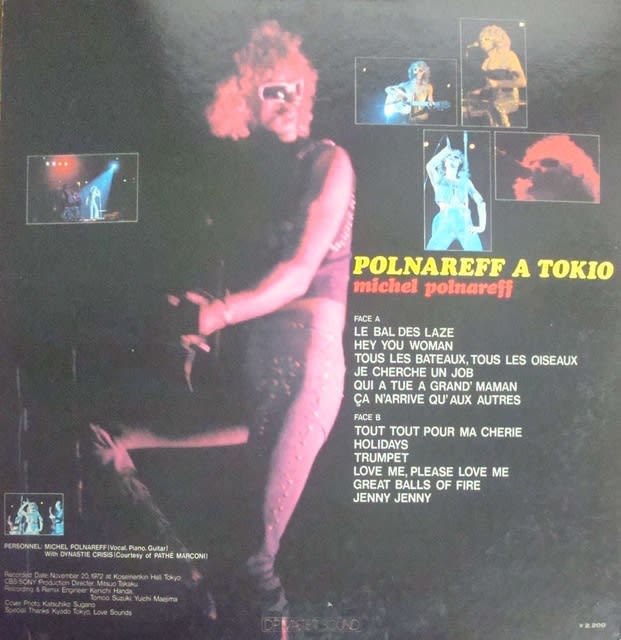 POLNAREFF A TOKIO
michel polnareff
FACE A
LE BAL DES LAZE
HEY YOU WOMAN
TOUS LES BATEAUX, TOUS LES OISEAUX
JE CHERCHE UN JOB
QUI A TUE A GRAND' MAMAN
ÇA N'ARRIVE QU'AUX AUTRES
FACE B
TOUT TOUT POUR MA CHERIE
HOLIDAYS
TRUMPET
LOVE ME, PLEASE LOVE ME
GREAT BALLS OF FIRE
JENNY JENNY
PERSONNEL: MICHEL POLNAREFF (Vocal, Piano, Guitar)
With DYNASTIE CRISIS (Courtesy of PATHÉ MARCONI)
Recorded Date: November 20, 1972 at Koseinenkin Hall Tokyo
CBS·SONY Production Director: Mitsuo Takaku
Recording & Remix Engineer: Kenichi Handa,
Tomoo Suzuki, Yuichi Maejima
Cover Photo: Katsuhiko Sugano
Special Thanks: Kyodo Tokyo, Love Sounds
SOUND
¥2,200